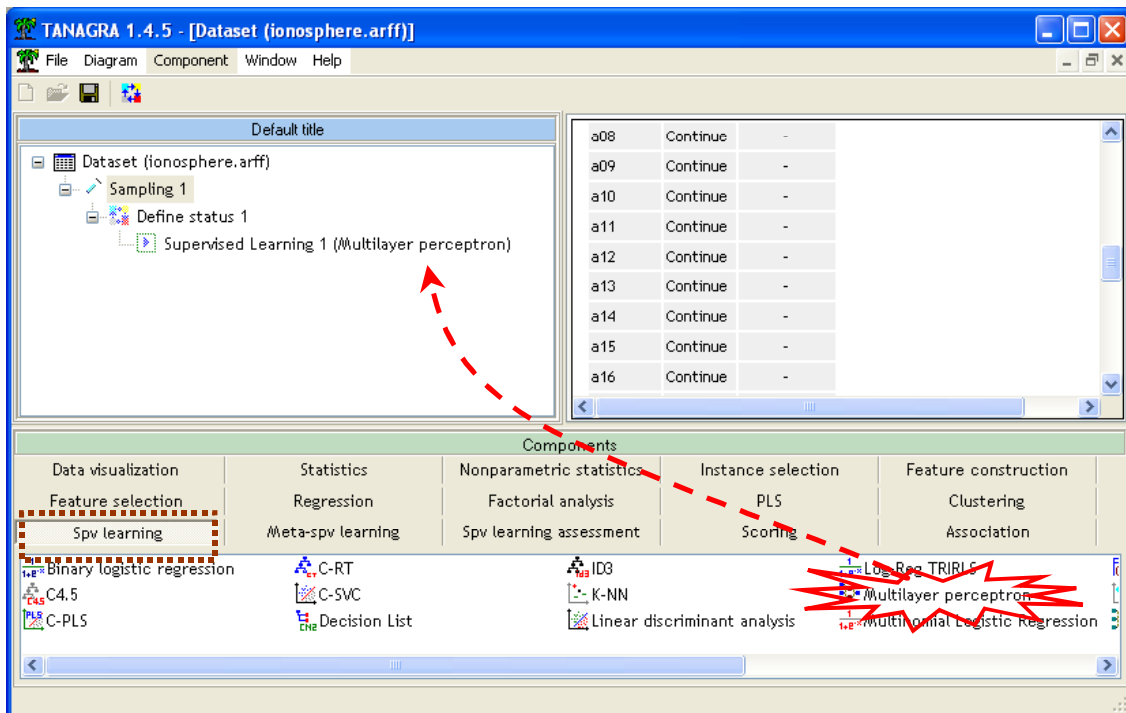 TANAGRA 1.4.5 - [Dataset (ionosphere.arff)]
File Diagram Component Window Help
Default title
Dataset (ionosphere.arff)
Sampling 1
Define status 1
Supervised Learning 1 (Multilayer perceptron)
a08 Continue -
a09 Continue -
a10 Continue -
a11 Continue -
a12 Continue -
a13 Continue -
a14 Continue -
a15 Continue -
a16 Continue -
Components
Data visualization Statistics Nonparametric statistics Instance selection Feature construction
Feature selection Regression Factorial analysis PLS Clustering
Spv learning Meta-spv learning Spv learning assessment Scoring Association
Binary logistic regression C-RT ID3 Log-Reg TRIRLS
C4.5 C-SVC K-NN Multilayer perceptron
C-PLS Decision List Linear discriminant analysis Multinomial Logistic Regression